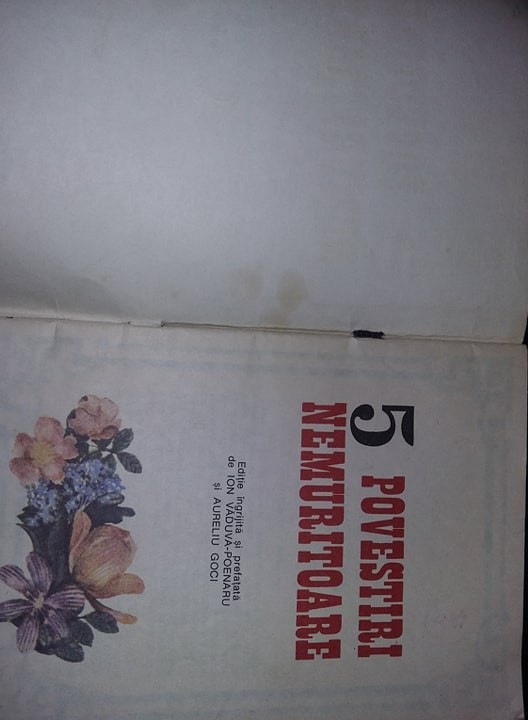 5 POVESTIRI
NEMURITOARE
Ediție îngrijită și prefațată
de ION VĂDUVA-POENARU
și AURELIU GOCI